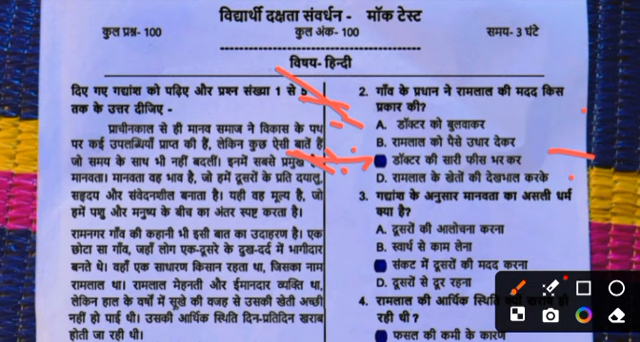 विद्यार्थी दक्षता संवर्धन - मॉक टेस्ट
कुल प्रश्न- 100 कुल अंक- 100 समय- 3 घंटे
विषय- हिन्दी
दिए गए गद्यांश को पढ़िए और प्रश्न संख्या 1 से 5
तक के उत्तर दीजिए -
प्राचीनकाल से ही मानव समाज ने विकास के पथ
पर कई उपलब्धियाँ प्राप्त की हैं, लेकिन कुछ ऐसी बातें हैं
जो समय के साथ भी नहीं बदलीं। इनमें सबसे प्रमुख है-
मानवता। मानवता वह भाव है, जो हमें दूसरों के प्रति दयालु,
सहृदय और संवेदनशील बनाता है। यही वह मूल्य है, जो
हमें पशु और मनुष्य के बीच का अंतर स्पष्ट करता है।
रामनगर गाँव की कहानी भी इसी बात का उदाहरण है। एक
छोटा सा गाँव, जहाँ लोग एक-दूसरे के दुख-दर्द में भागीदार
बनते थे। वहाँ एक साधारण किसान रहता था, जिसका नाम
रामलाल था। रामलाल मेहनती और ईमानदार व्यक्ति था,
लेकिन हाल के वर्षों में सूखे की वजह से उसकी खेती अच्छी
नहीं हो पाई थी। उसकी आर्थिक स्थिति दिन-प्रतिदिन खराब
होती जा रही थी।
2. गाँव के प्रधान ने रामलाल की मदद किस
प्रकार की?
A. डॉक्टर को बुलवाकर
B. रामलाल को पैसे उधार देकर
डॉक्टर की सारी फीस भर कर
D. रामलाल के खेतों की देखभाल करके
3. गद्यांश के अनुसार मानवता का असली धर्म
क्या है?
A. दूसरों की आलोचना करना
B. स्वार्थ से काम लेना
संकट में दूसरों की मदद करना
D. दूसरों से दूर रहना
4. रामलाल की आर्थिक स्थिति
रही थी?
फसल की कमी के कारण